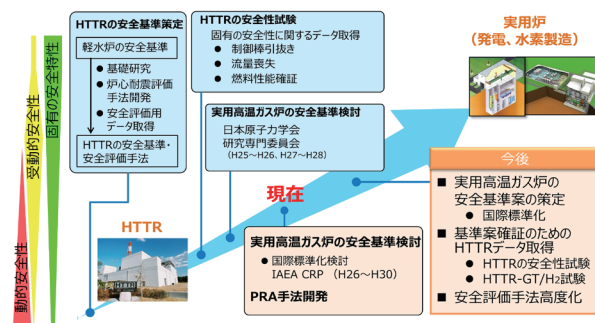 HTTRの安全基準策定
軽水炉の安全基準
● 基礎研究
● 炉心耐震評価
手法開発
● 安全評価用
データ取得
HTTRの安全基準・
安全評価手法
HTTRの安全性試験
固有の安全性に関するデータ取得
● 制御棒引抜き
● 流量喪失
● 燃料性能確証
実用高温ガス炉の安全基準検討
日本原子力学会
研究専門委員会
（H25～H26、H27～H28）
実用炉
（発電、水素製造）
動的安全性
受動的安全性
固有の安全特性
HTTR
現在
実用高温ガス炉の安全基準検討
● 国際標準化検討
IAEA CRP （H26～H30）
PRA手法開発
今後
■ 実用高温ガス炉の
安全基準案の策定
● 国際標準化
■ 基準案確証のための
HTTRデータ取得
● HTTRの安全性試験
● HTTR-GT/H2試験
■ 安全評価手法高度化